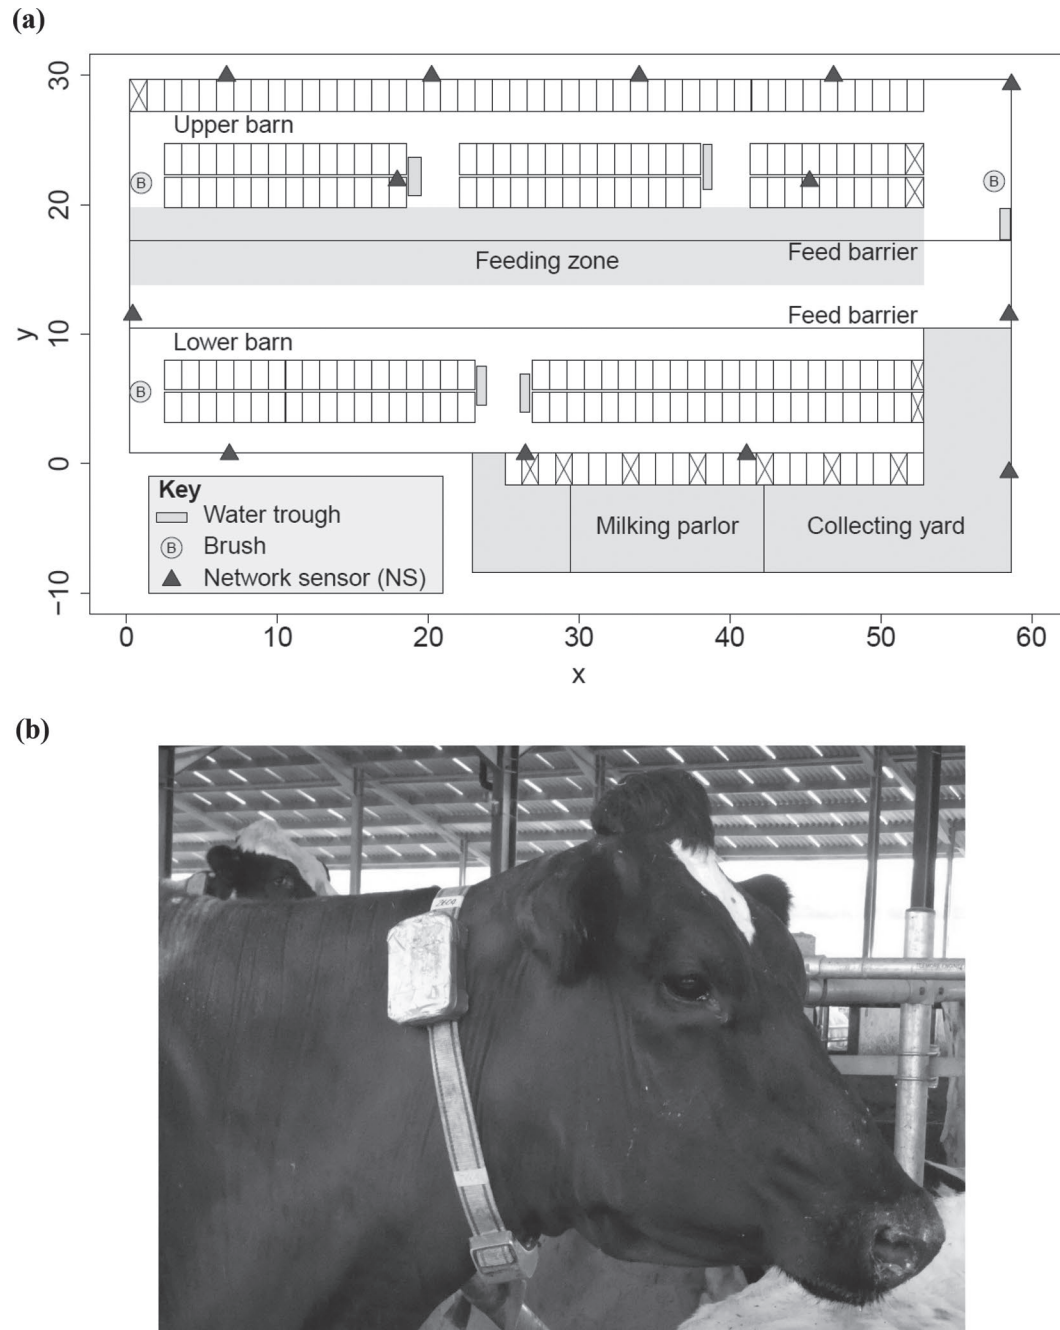 (a)
30
20
10
0
−10
y
Upper barn
B
B
Feeding zone
Feed barrier
Feed barrier
Lower barn
B
Key
Water trough
B Brush
Network sensor (NS)
Milking parlor
Collecting yard
0 10 20 30 40 50 60
x
(b)